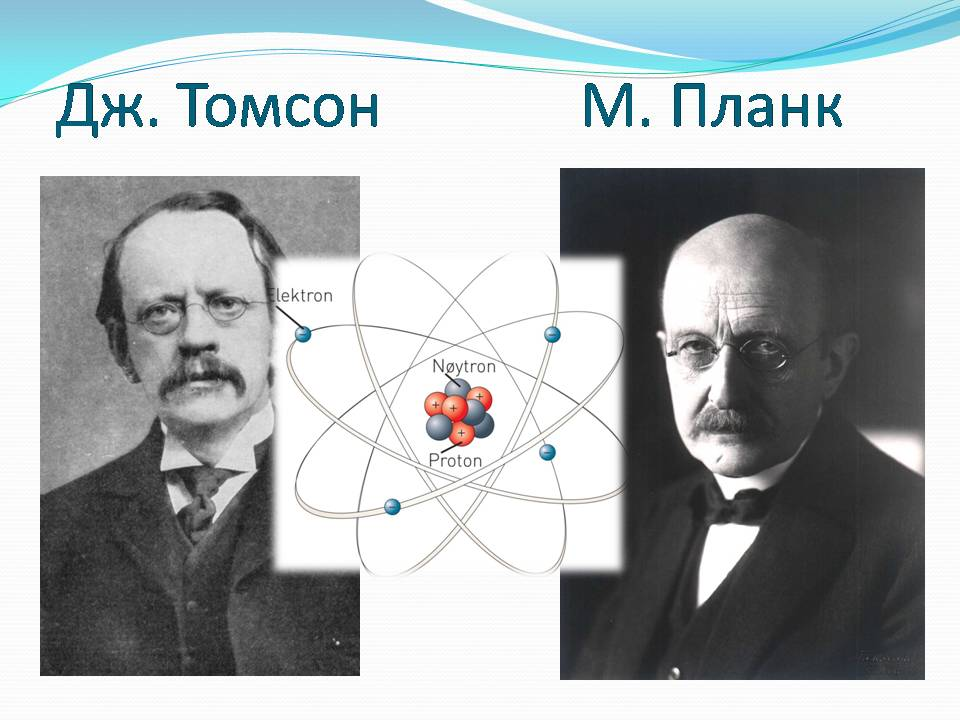 Дж. Томсон
М. Планк
Elektron
Nøytron
+
+
+
+
Proton